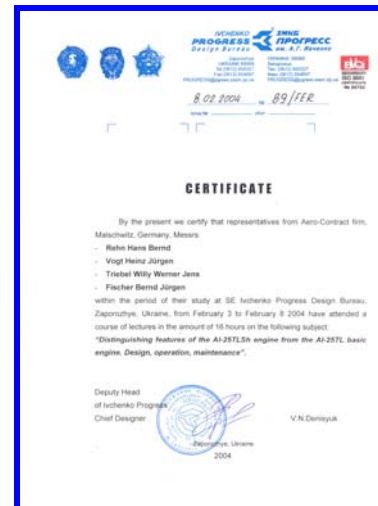 IVCHENKO
PROGRESS
Design Bureau
ЗМКБ
ПРОГРЕСС
им. А.Г. Ивченко
8.02.2004 № 89/FER
CERTIFICATE
By the present we certify that representatives from Aero-Contract firm,
Malschwitz, Germany, Messrs:
- Rehn Hans Bernd
- Vogt Heinz Jürgen
- Triebel Willy Werner Jens
- Fischer Bernd Jürgen
within the period of their study at SE Ivchenko Progress Design Bureau,
Zaporozhye, Ukraine, from February 3 to February 8 2004 have attended a
course of lectures in the amount of 16 hours on the following subject:
"Distinguishing features of the AI-25TLSh engine from the AI-25TL basic
engine. Design, operation, maintenance".
Deputy Head
of Ivchenko Progress
Chief Designer V.N.Denisyuk
Zaporozhye, Ukraine
2004